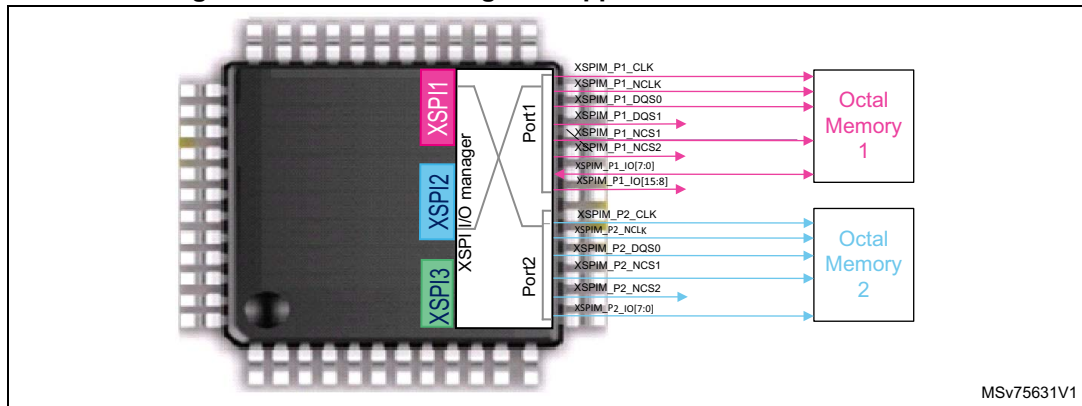 XSPI1
XSPI2
XSPI3
XSPI I/O manager
Port1
Port2
XSPIM_P1_CLK
XSPIM_P1_NCLK
XSPIM_P1_DQS0
XSPIM_P1_DQS1
XSPIM_P1_NCS1
XSPIM_P1_NCS2
XSPIM_P1_IO[7:0]
XSPIM_P1_IO[15:8]
Octal
Memory
1
XSPIM_P2_CLK
XSPIM_P2_NCLK
XSPIM_P2_DQS0
XSPIM_P2_NCS1
XSPIM_P2_NCS2
XSPIM_P2_IO[7:0]
Octal
Memory
2
MSv75631V1